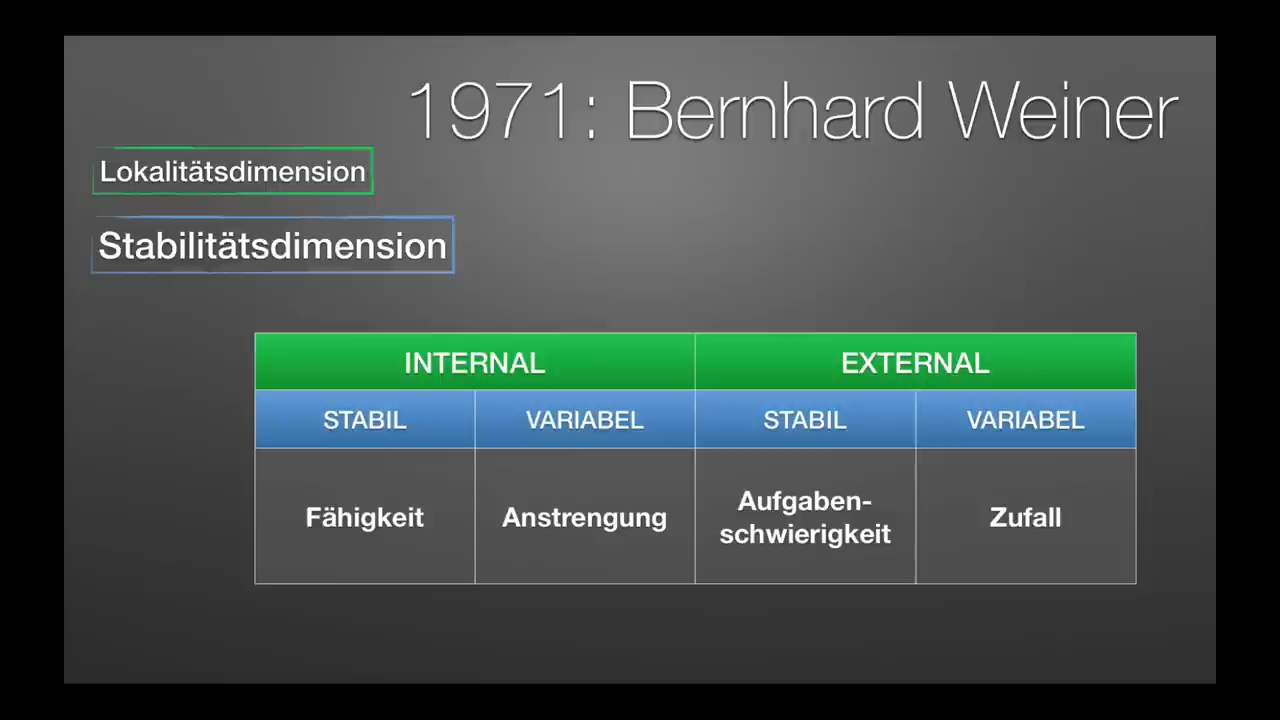 1971: Bernhard Weiner
Lokalitätsdimension
Stabilitätsdimension
INTERNAL EXTERNAL
STABIL VARIABEL STABIL VARIABEL
Fähigkeit Anstrengung Aufgaben-
schwierigkeit Zufall